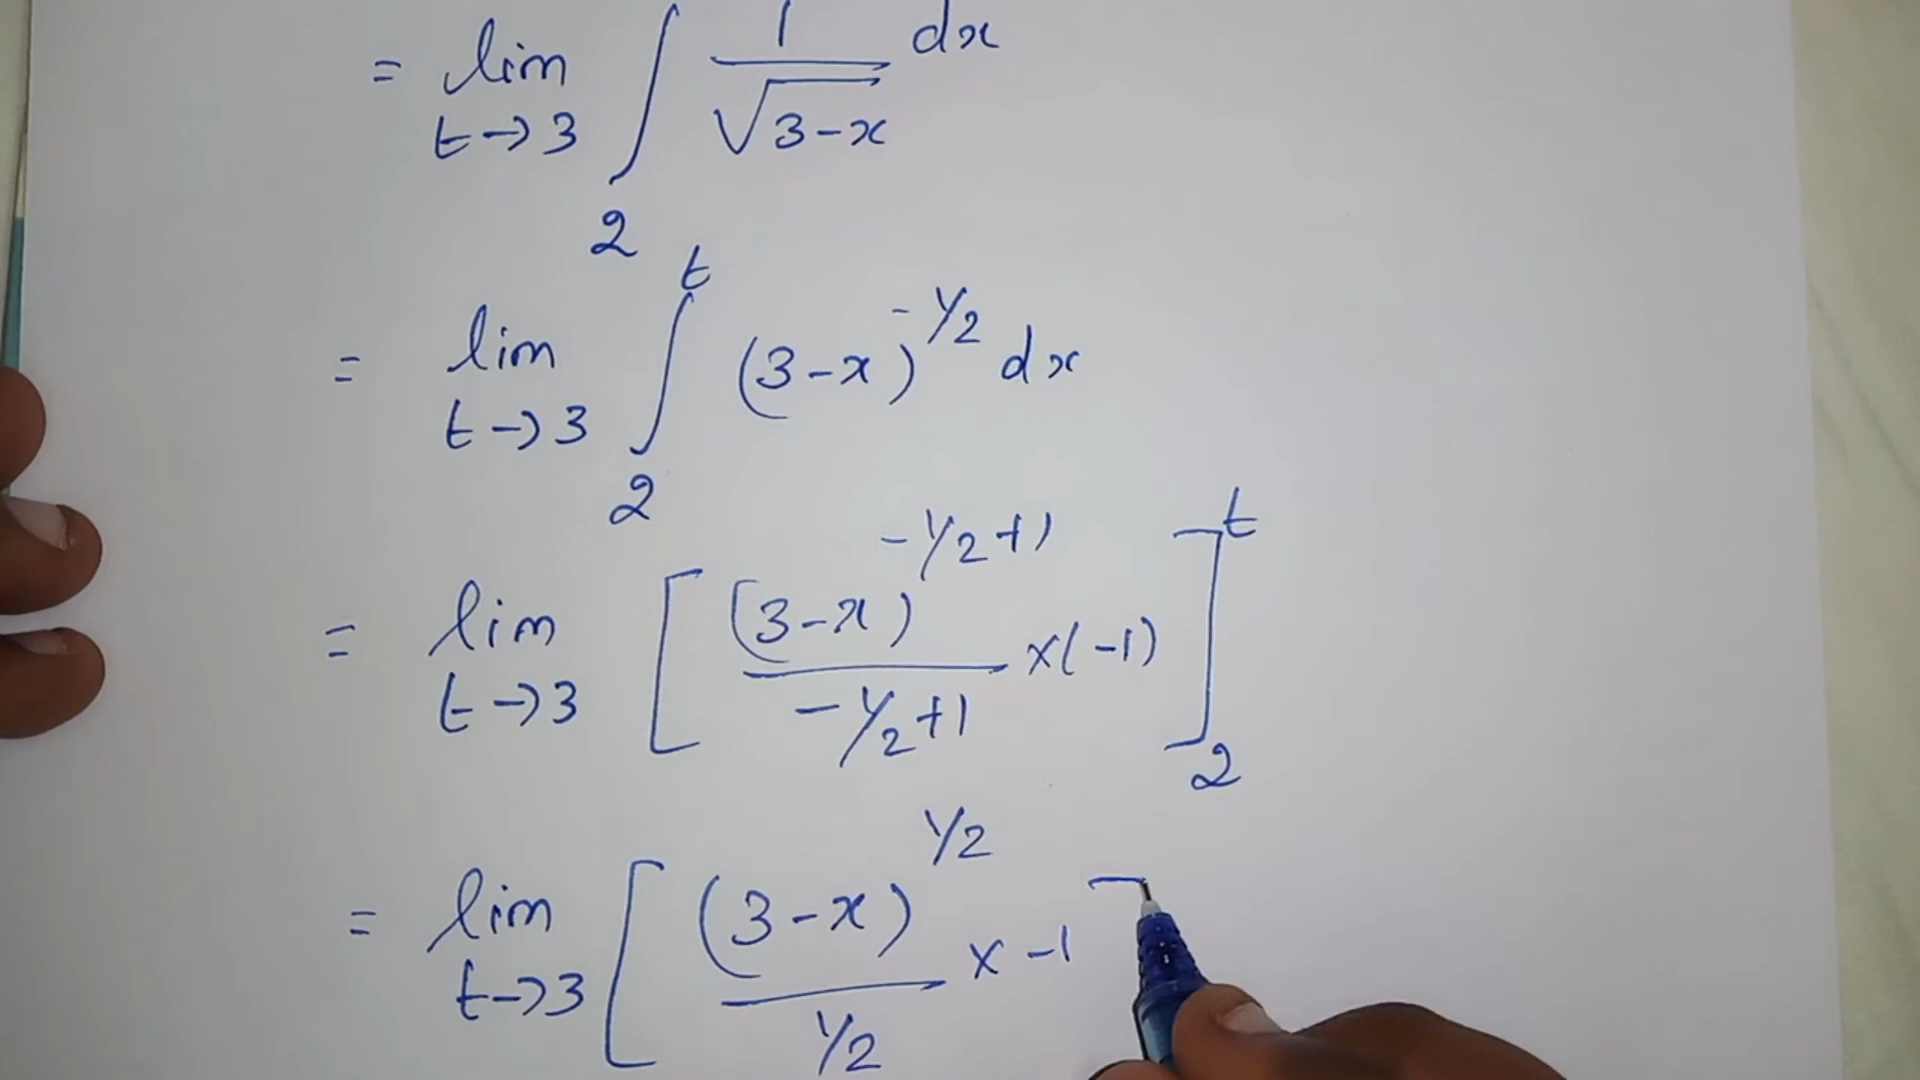 = lim t→3 ∫ 2 1/√3-x dx
= lim t→3 ∫ 2 t (3-x)^-1/2 dx
= lim t→3 [ (3-x)^-1/2+1 / -1/2+1 x(-1) ] t 2
= lim t→3 [ (3-x)^1/2 / 1/2 x -1